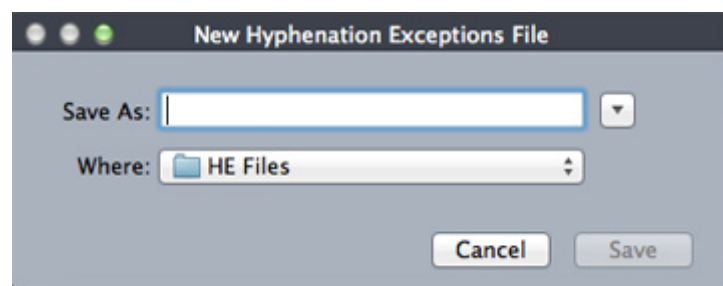 New Hyphenation Exceptions File
Save As:
Where: HE Files
Cancel Save